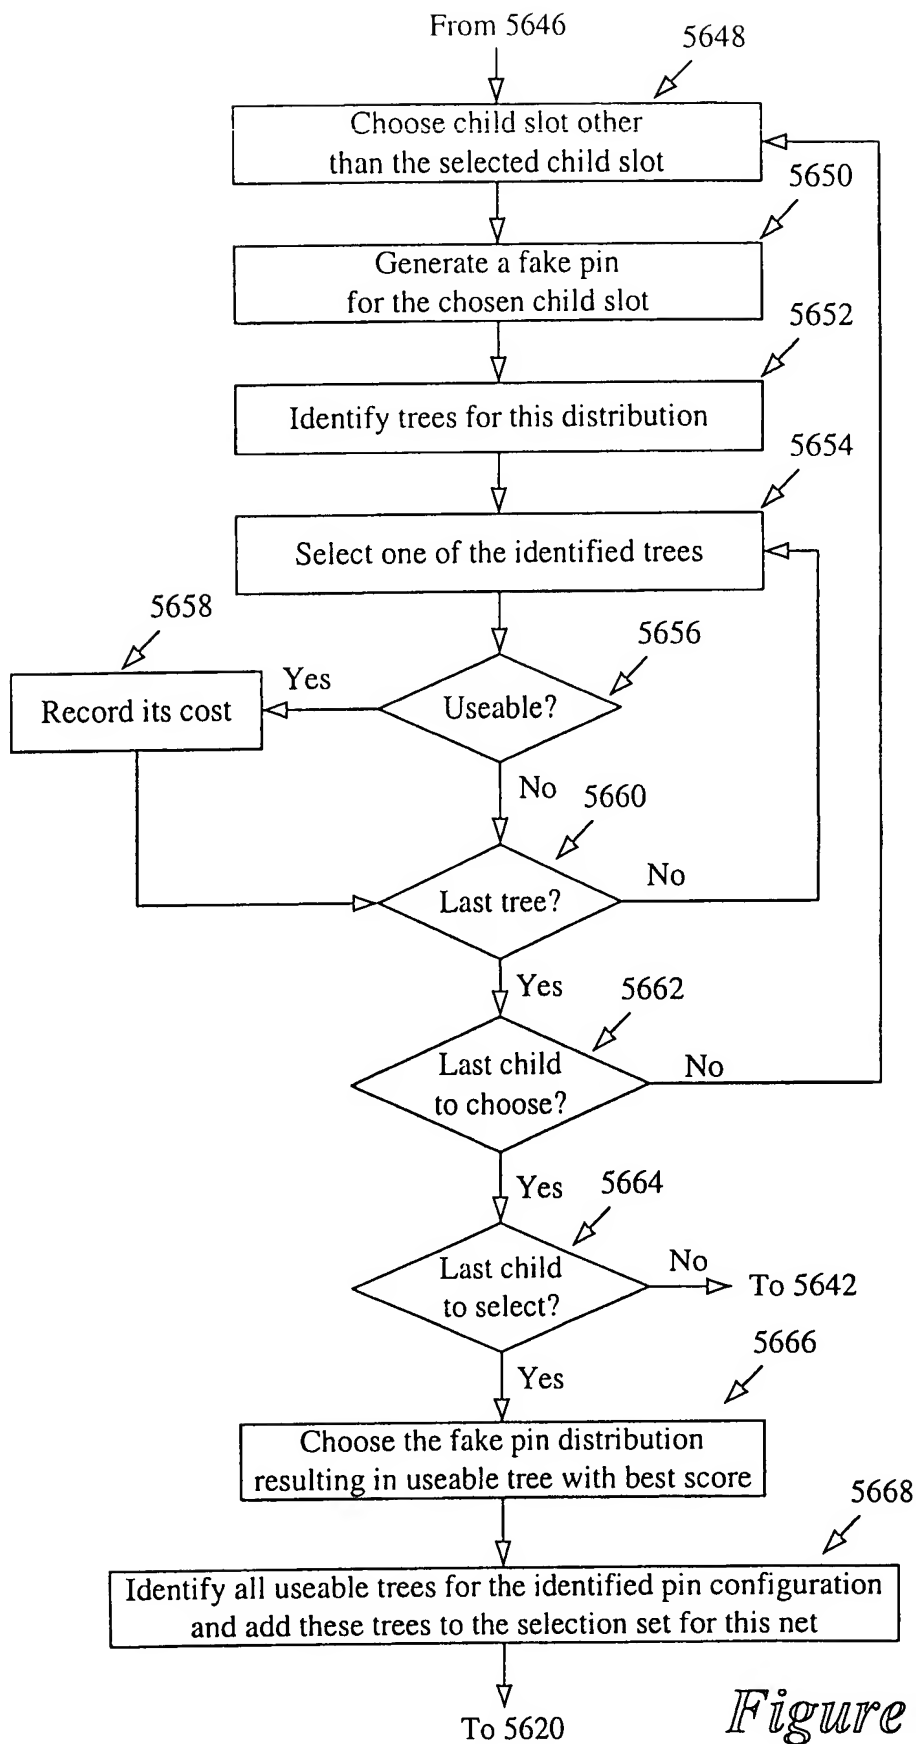 From 5646
5648
Choose child slot other
than the selected child slot
5650
Generate a fake pin
for the chosen child slot
5652
Identify trees for this distribution
5654
Select one of the identified trees
5658
5656
Yes
Record its cost
Useable?
No
5660
Last tree?
No
Yes
5662
Last child
to choose?
No
Yes
5664
Last child
to select?
No
To 5642
Yes
5666
Choose the fake pin distribution
resulting in useable tree with best score
5668
Identify all useable trees for the identified pin configuration
and add these trees to the selection set for this net
To 5620
Figure